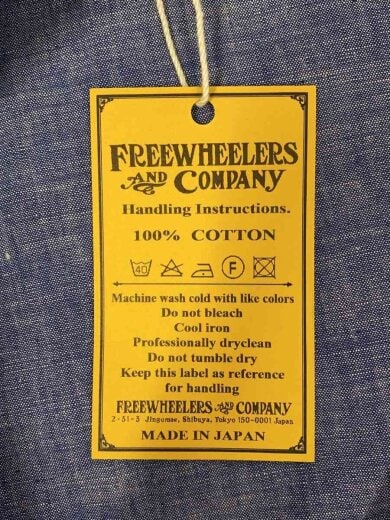 FREEWHEELERS
AND COMPANY
Handling Instructions.
100% COTTON
40 F
Machine wash cold with like colors
Do not bleach
Cool iron
Professionally dryclean
Do not tumble dry
Keep this label as reference
for handling
FREEWHEELERS AND COMPANY
2-31-3 Jingumae, Shibuya, Tokyo 150-0001 Japan
MADE IN JAPAN